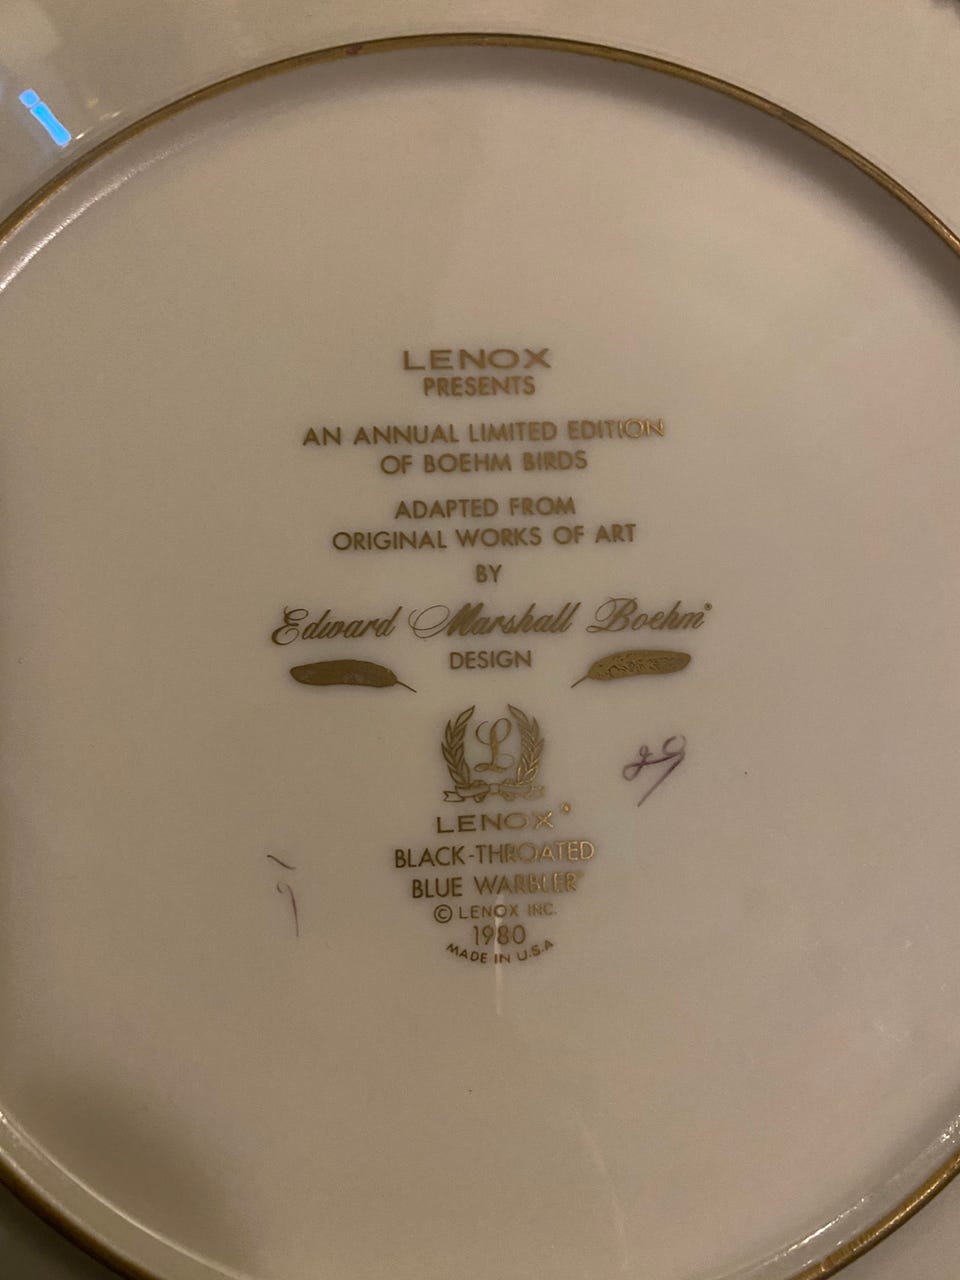 LENOX
PRESENTS
AN ANNUAL LIMITED EDITION
OF BOEHM BIRDS
ADAPTED FROM
ORIGINAL WORKS OF ART
BY
Edward Marshall Boehm®
DESIGN
L
LENOX®
BLACK-THROATED
BLUE WARBLER
© LENOX INC.
1980
MADE IN U.S.A